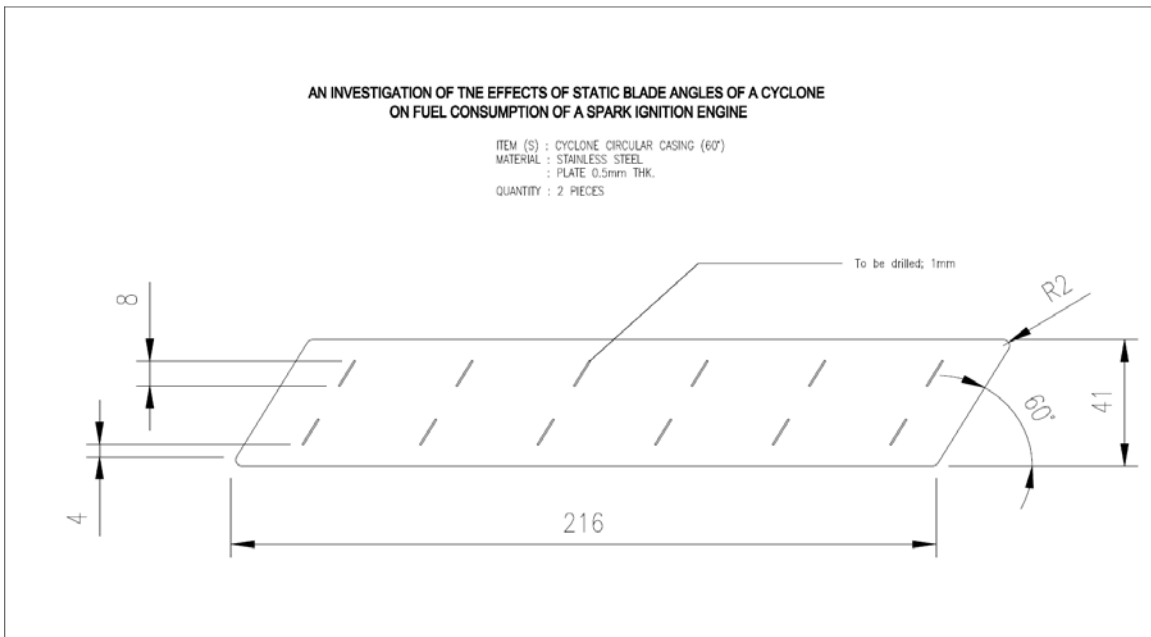 AN INVESTIGATION OF TNE EFFECTS OF STATIC BLADE ANGLES OF A CYCLONE
ON FUEL CONSUMPTION OF A SPARK IGNITION ENGINE
ITEM (S) : CYCLONE CIRCULAR CASING (60°)
MATERIAL : STAINLESS STEEL
: PLATE 0.5mm THK.
QUANTITY : 2 PIECES
To be drilled; 1mm
8
R2
41
60°
4
216